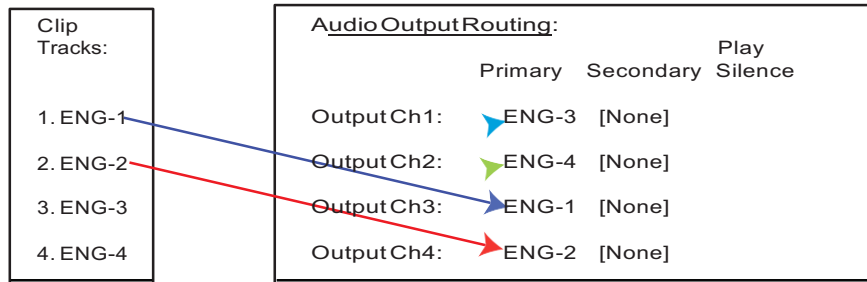 Clip
Tracks:
1. ENG-1
2. ENG-2
3. ENG-3
4. ENG-4
Audio Output Routing:
Play
Primary Secondary Silence
Output Ch1: ENG-3 [None]
Output Ch2: ENG-4 [None]
Output Ch3: ENG-1 [None]
Output Ch4: ENG-2 [None]